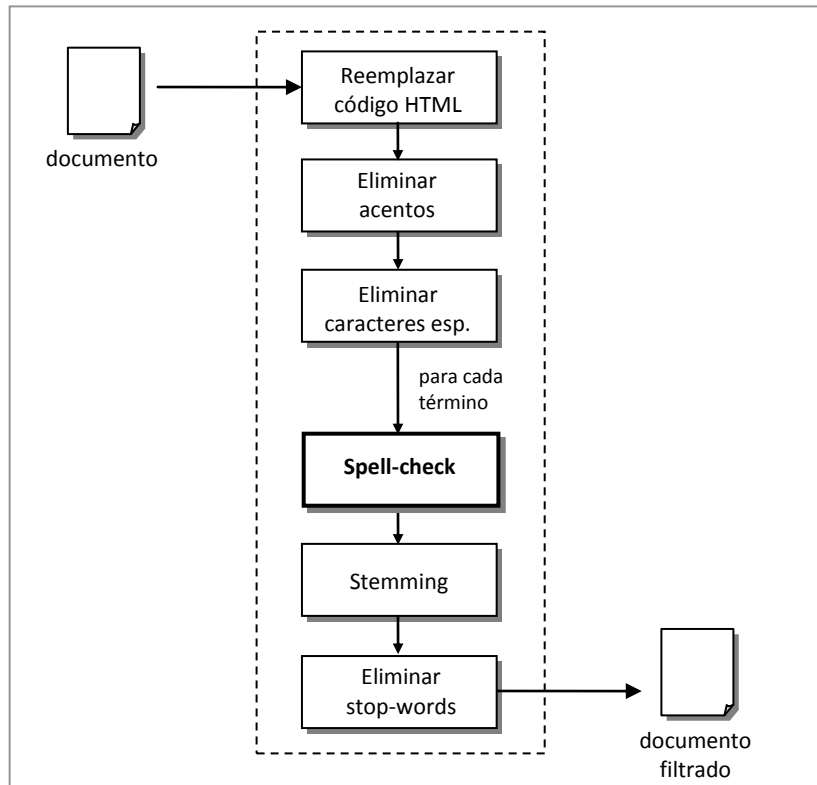 documento
Reemplazar
código HTML
Eliminar
acentos
Eliminar
caracteres esp.
para cada
término
Spell-check
Stemming
Eliminar
stop-words
documento
filtrado